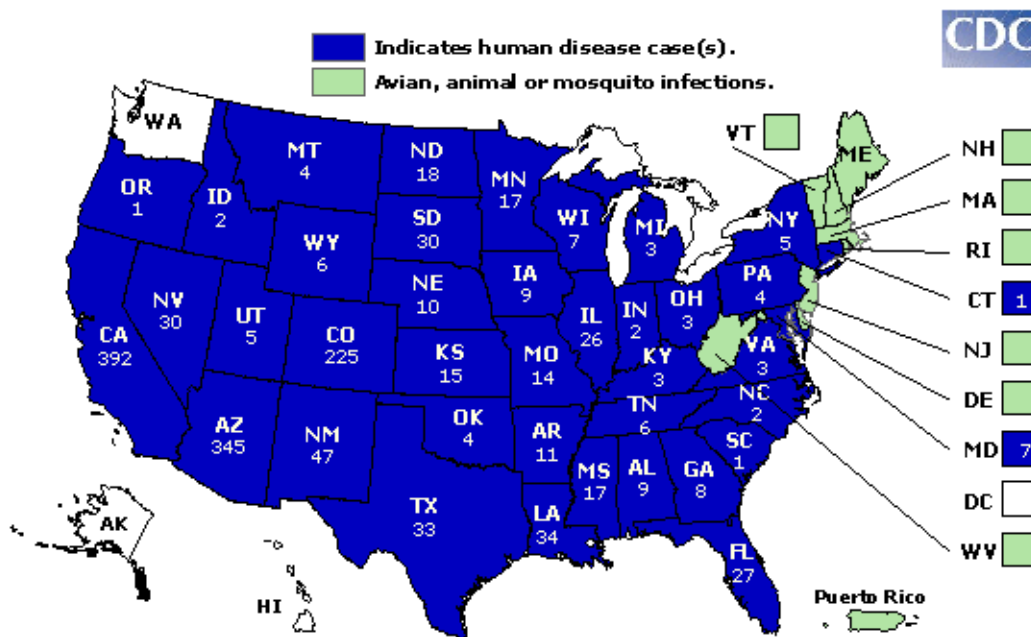 CDC
Indicates human disease case(s).
Avian, animal or mosquito infections.
WA
MT
4
ND
18
MN
17
VT
ME
NH
OR
1
ID
2
SD
30
WI
7
MI
3
NY
5
MA
WY
6
RI
IA
9
NE
10
PA
4
NV
30
UT
5
CO
225
IL
26
IN
2
OH
3
CT 1
CA
392
KS
15
MO
14
KY
3
VA
3
NJ
AZ
345
NM
47
OK
4
AR
11
TN
6
NC
2
DE
SC
1
MD 7
MS
17
AL
9
GA
8
DC
TX
33
LA
34
AK
WV
FL
27
HI
Puerto Rico